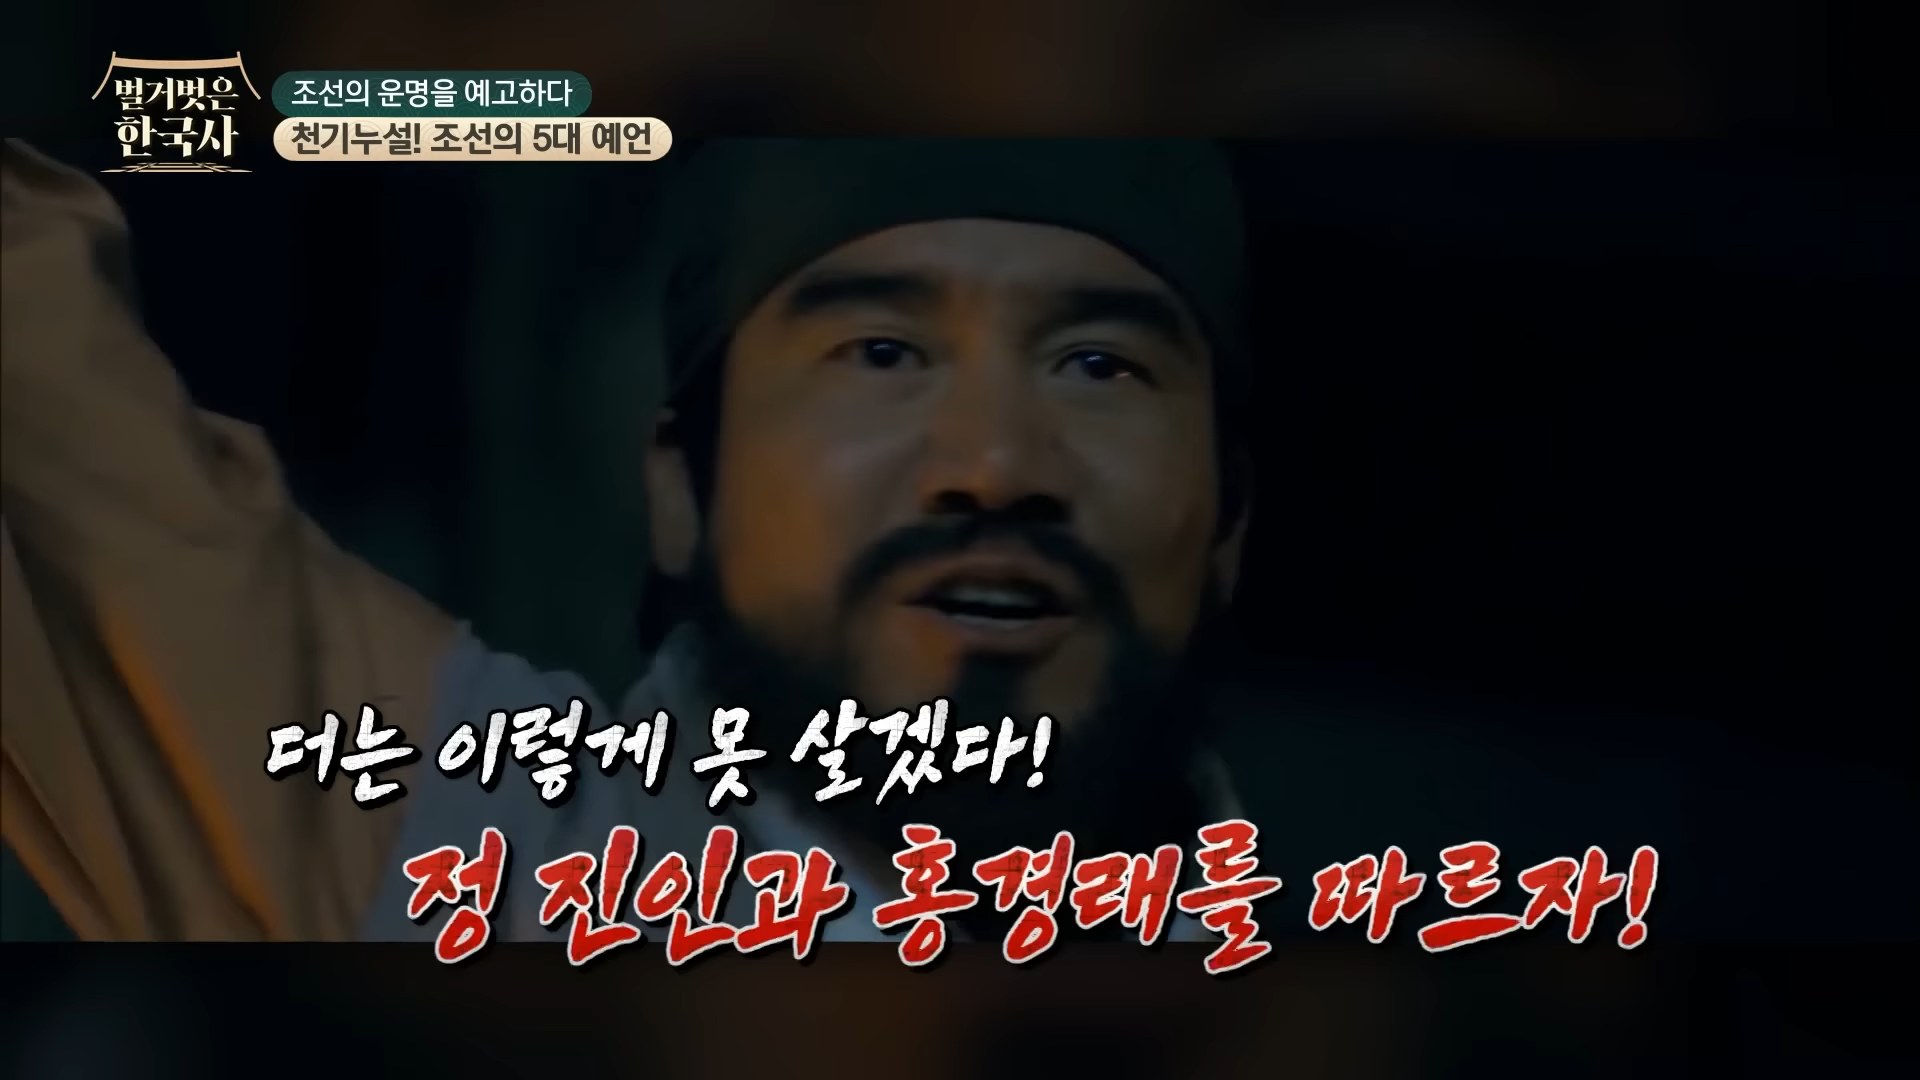 벌거벗은
한국사
조선의 운명을 예고하다
천기누설! 조선의 5대 예언
더는 이렇게 못 살겠다!
정 진인과 홍경래를 따르자!